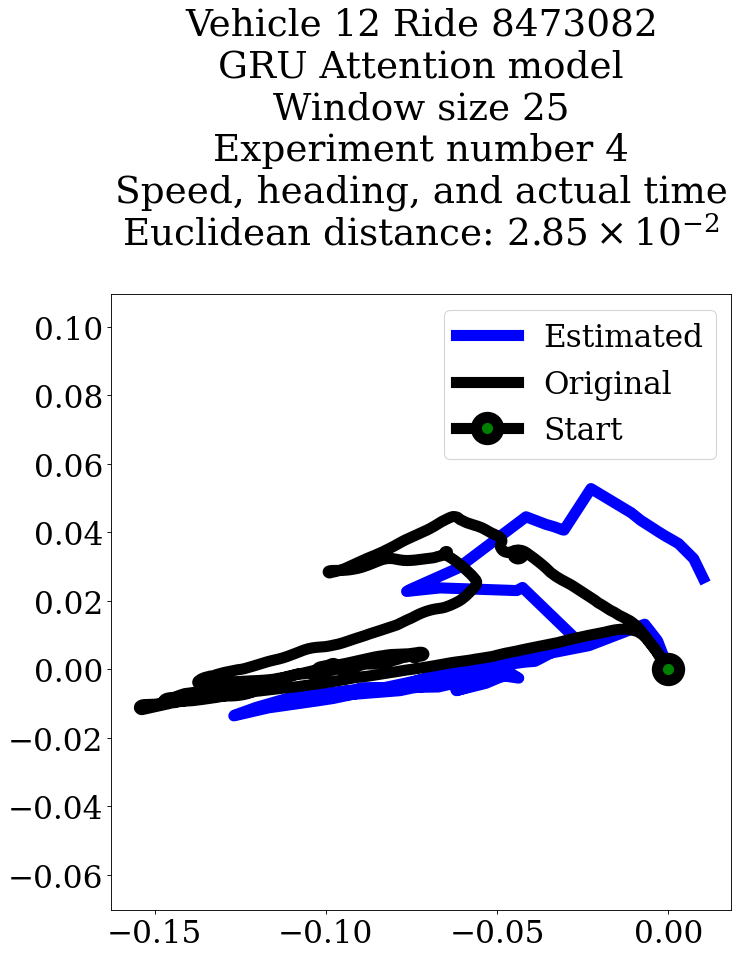 Vehicle 12 Ride 8473082
GRU Attention model
Window size 25
Experiment number 4
Speed, heading, and actual time
Euclidean distance: 2.85 × 10⁻²
Estimated
Original
Start
0.10
0.08
0.06
0.04
0.02
0.00
−0.02
−0.04
−0.06
−0.15 −0.10 −0.05 0.00